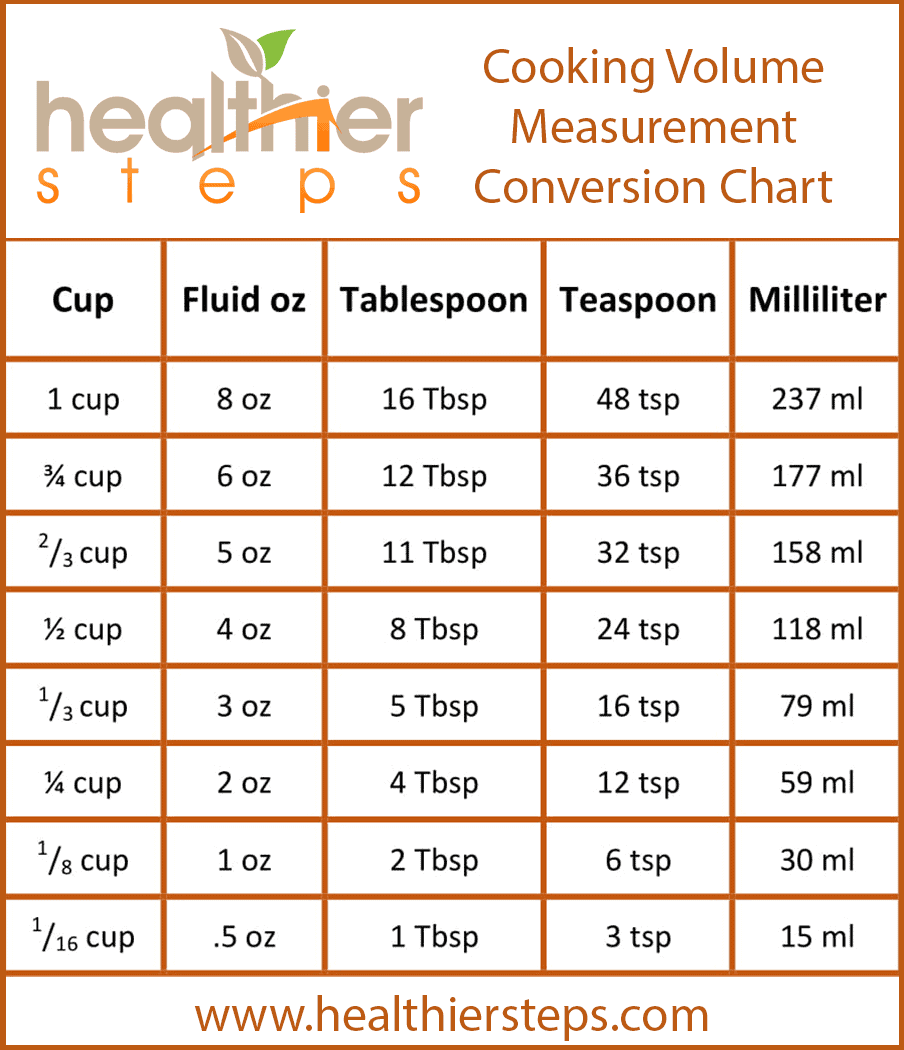 healthier
steps
Cooking Volume
Measurement
Conversion Chart
Cup Fluid oz Tablespoon Teaspoon Milliliter
1 cup 8 oz 16 Tbsp 48 tsp 237 ml
¾ cup 6 oz 12 Tbsp 36 tsp 177 ml
2/3 cup 5 oz 11 Tbsp 32 tsp 158 ml
½ cup 4 oz 8 Tbsp 24 tsp 118 ml
1/3 cup 3 oz 5 Tbsp 16 tsp 79 ml
¼ cup 2 oz 4 Tbsp 12 tsp 59 ml
1/8 cup 1 oz 2 Tbsp 6 tsp 30 ml
1/16 cup .5 oz 1 Tbsp 3 tsp 15 ml
www.healthiersteps.com